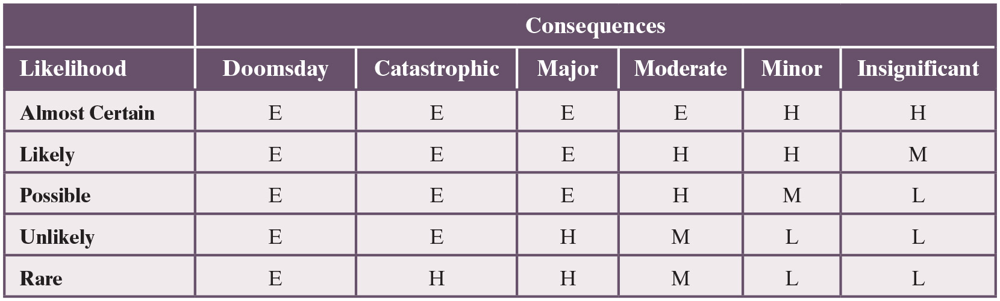 Consequences
Likelihood Doomsday Catastrophic Major Moderate Minor Insignificant
Almost Certain E E E E H H
Likely E E E H H M
Possible E E E H M L
Unlikely E E H M L L
Rare E H H M L L